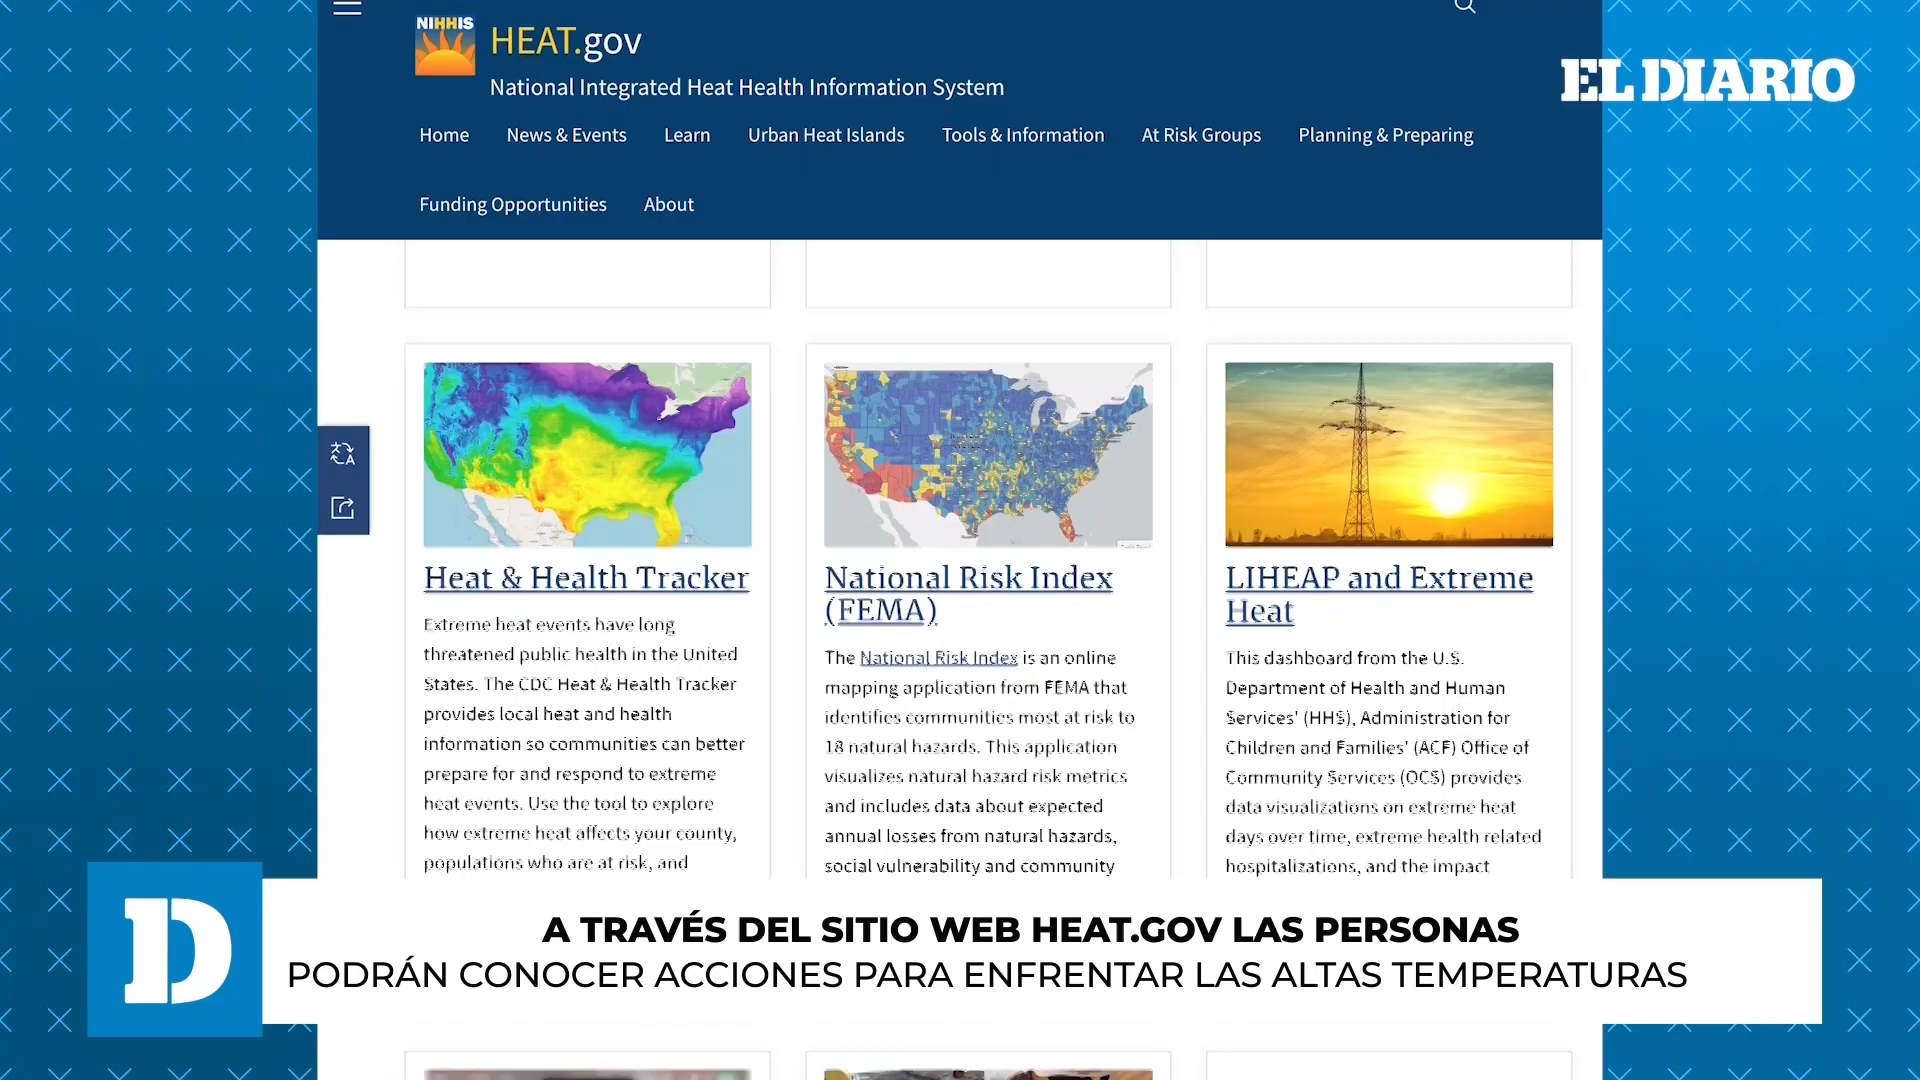 NIHHIS
HEAT.gov
National Integrated Heat Health Information System
EL DIARIO
Home News & Events Learn Urban Heat Islands Tools & Information At Risk Groups Planning & Preparing
Funding Opportunities About
Heat & Health Tracker
Extreme heat events have long
threatened public health in the United
States. The CDC Heat & Health Tracker
provides local heat and health
information so communities can better
prepare for and respond to extreme
heat events. Use the tool to explore
how extreme heat affects your county,
populations who are at risk, and
National Risk Index
(FEMA)
The National Risk Index is an online
mapping application from FEMA that
identifies communities most at risk to
18 natural hazards. This application
visualizes natural hazard risk metrics
and includes data about expected
annual losses from natural hazards,
social vulnerability and community
LIHEAP and Extreme
Heat
This dashboard from the U.S.
Department of Health and Human
Services' (HHS), Administration for
Children and Families' (ACF) Office of
Community Services (OCS) provides
data visualizations on extreme heat
days over time, extreme health related
hospitalizations, and the impact
D
A TRAVÉS DEL SITIO WEB HEAT.GOV LAS PERSONAS
PODRÁN CONOCER ACCIONES PARA ENFRENTAR LAS ALTAS TEMPERATURAS